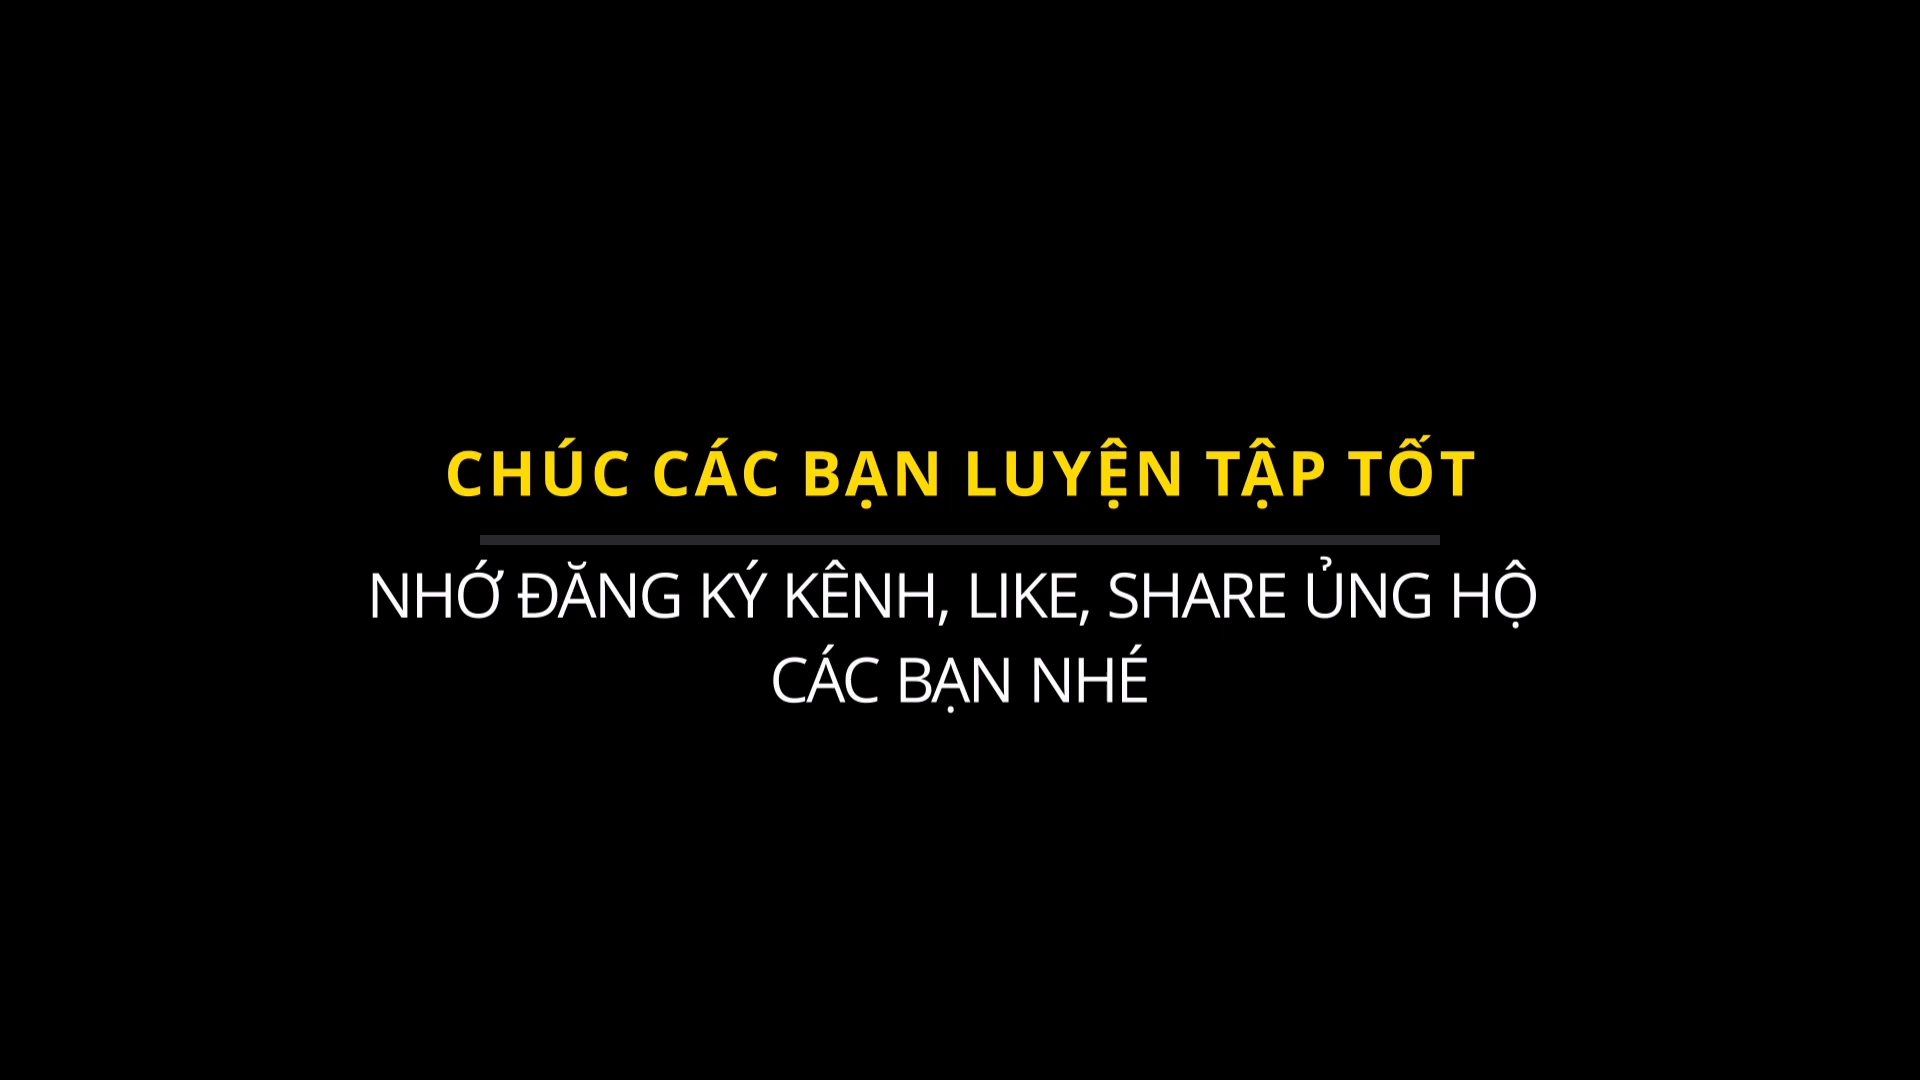 CHÚC CÁC BẠN LUYỆN TẬP TỐT
NHỚ ĐĂNG KÝ KÊNH, LIKE, SHARE ỦNG HỘ
CÁC BẠN NHÉ